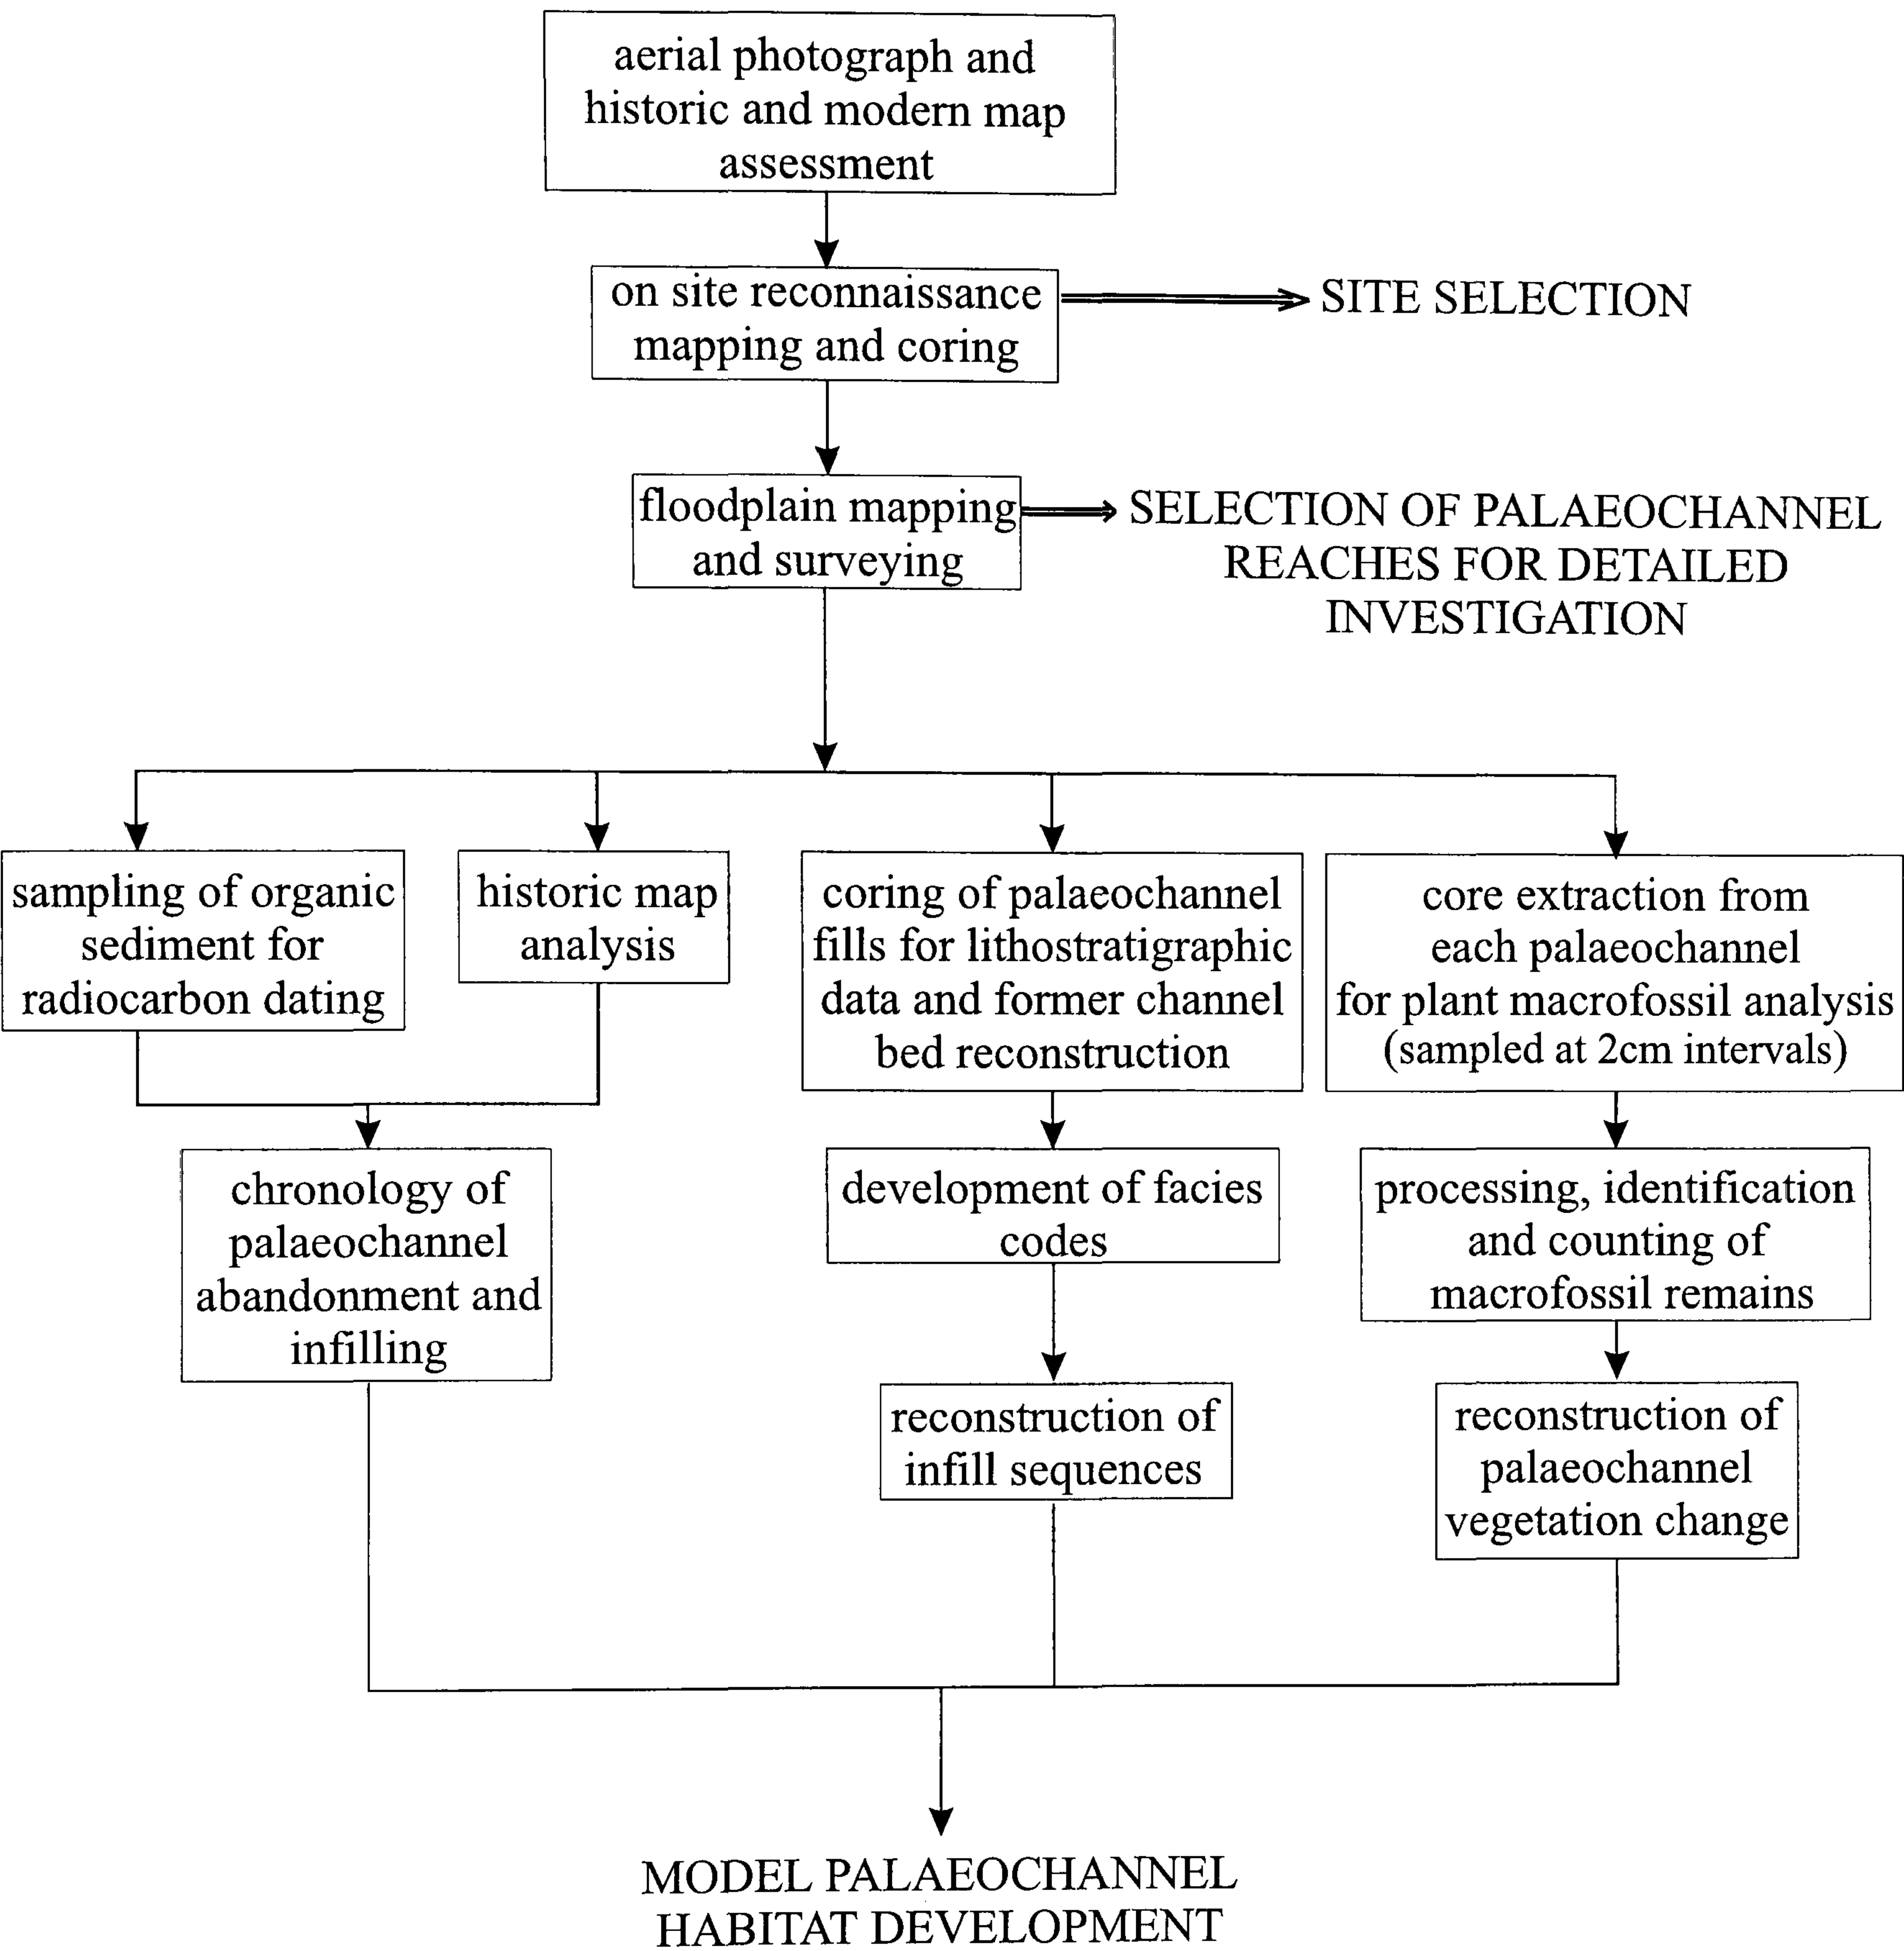 aerial photograph and
historic and modern map
assessment
on site reconnaissance
mapping and coring
SITE SELECTION
floodplain mapping
and surveying
SELECTION OF PALAEOCHANNEL
REACHES FOR DETAILED
INVESTIGATION
sampling of organic
sediment for
radiocarbon dating
historic map
analysis
coring of palaeochannel
fills for lithostratigraphic
data and former channel
bed reconstruction
core extraction from
each palaeochannel
for plant macrofossil analysis
(sampled at 2cm intervals)
chronology of
palaeochannel
abandonment and
infilling
development of facies
codes
processing, identification
and counting of
macrofossil remains
reconstruction of
infill sequences
reconstruction of
palaeochannel
vegetation change
MODEL PALAEOCHANNEL
HABITAT DEVELOPMENT